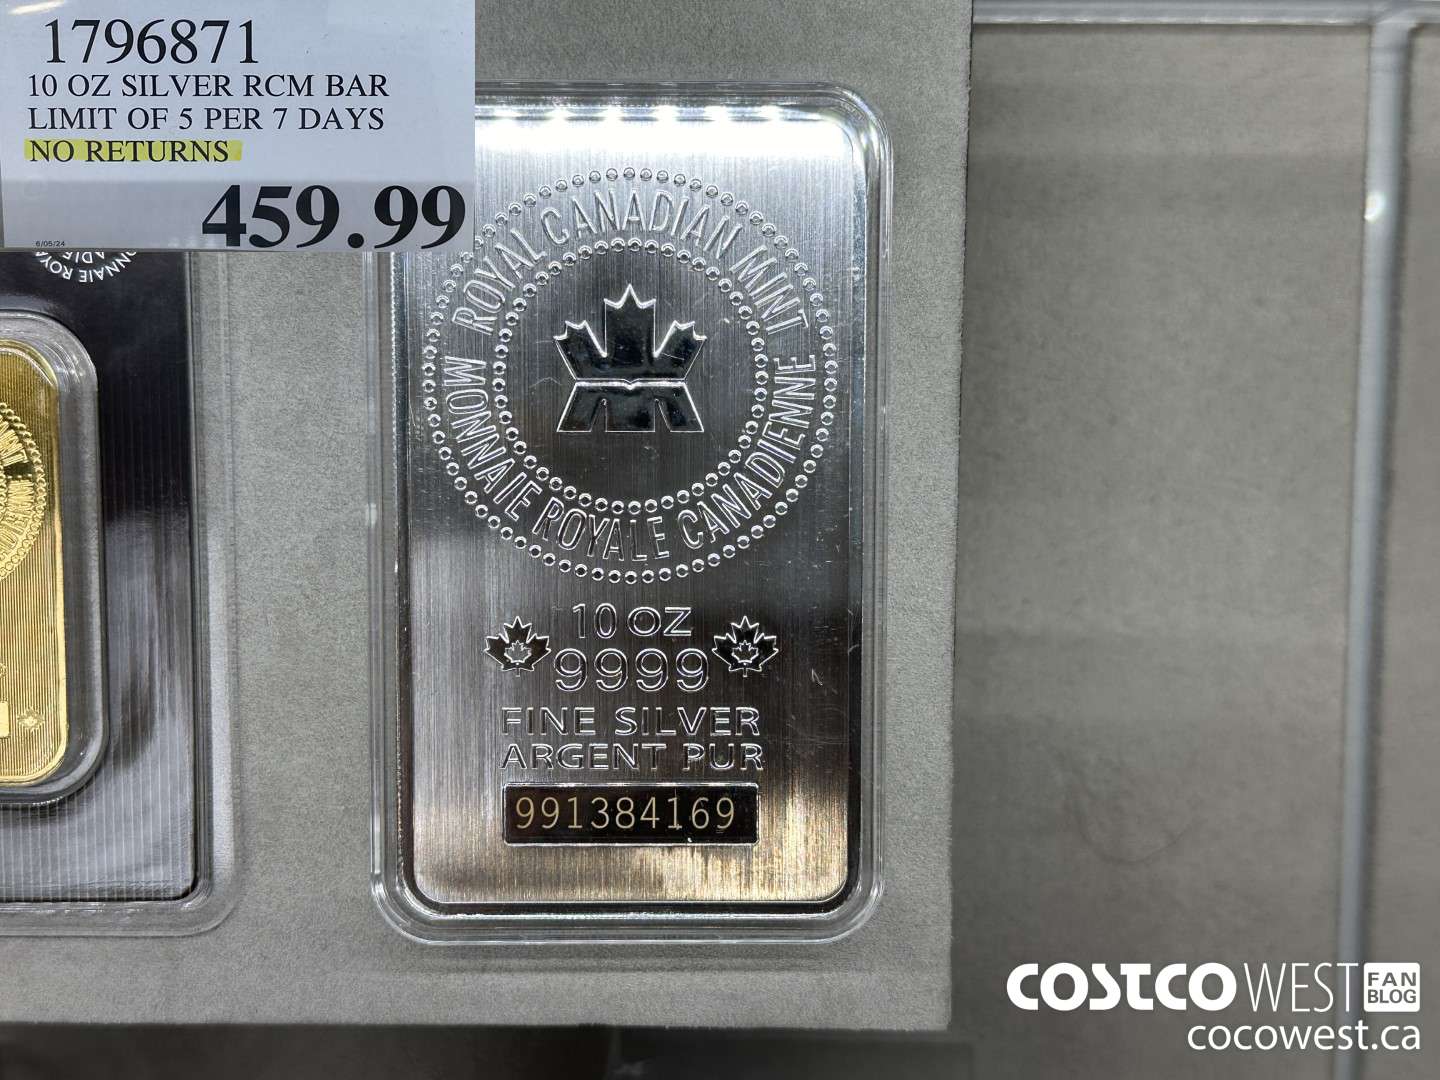 1796871
10 OZ SILVER RCM BAR
LIMIT OF 5 PER 7 DAYS
NO RETURNS
459.99
6/05/24
ROYAL CANADIAN MINT
MONNAIE ROYALE CANADIENNE
10 OZ
9999
FINE SILVER
ARGENT PUR
991384169
COSTCO WEST FAN
BLOG
cocowest.ca